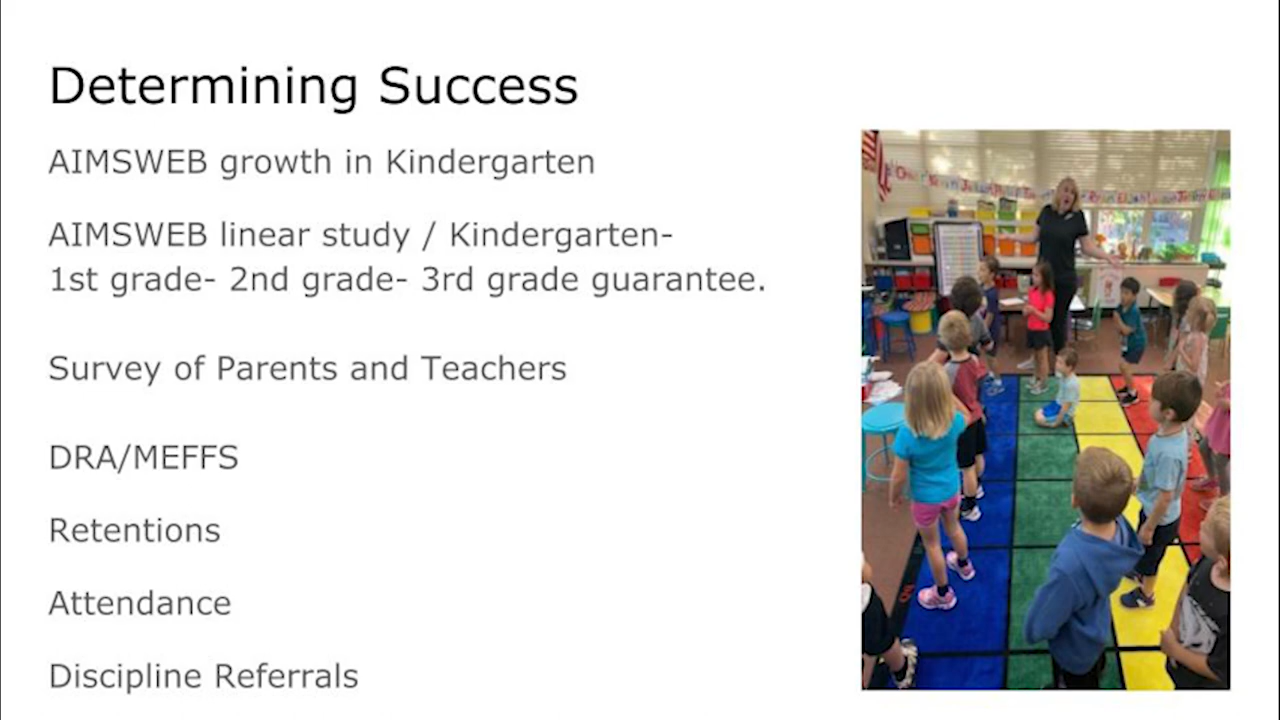 Determining Success
AIMSWEB growth in Kindergarten
AIMSWEB linear study / Kindergarten-
1st grade- 2nd grade- 3rd grade guarantee.
Survey of Parents and Teachers
DRA/MEFFS
Retentions
Attendance
Discipline Referrals